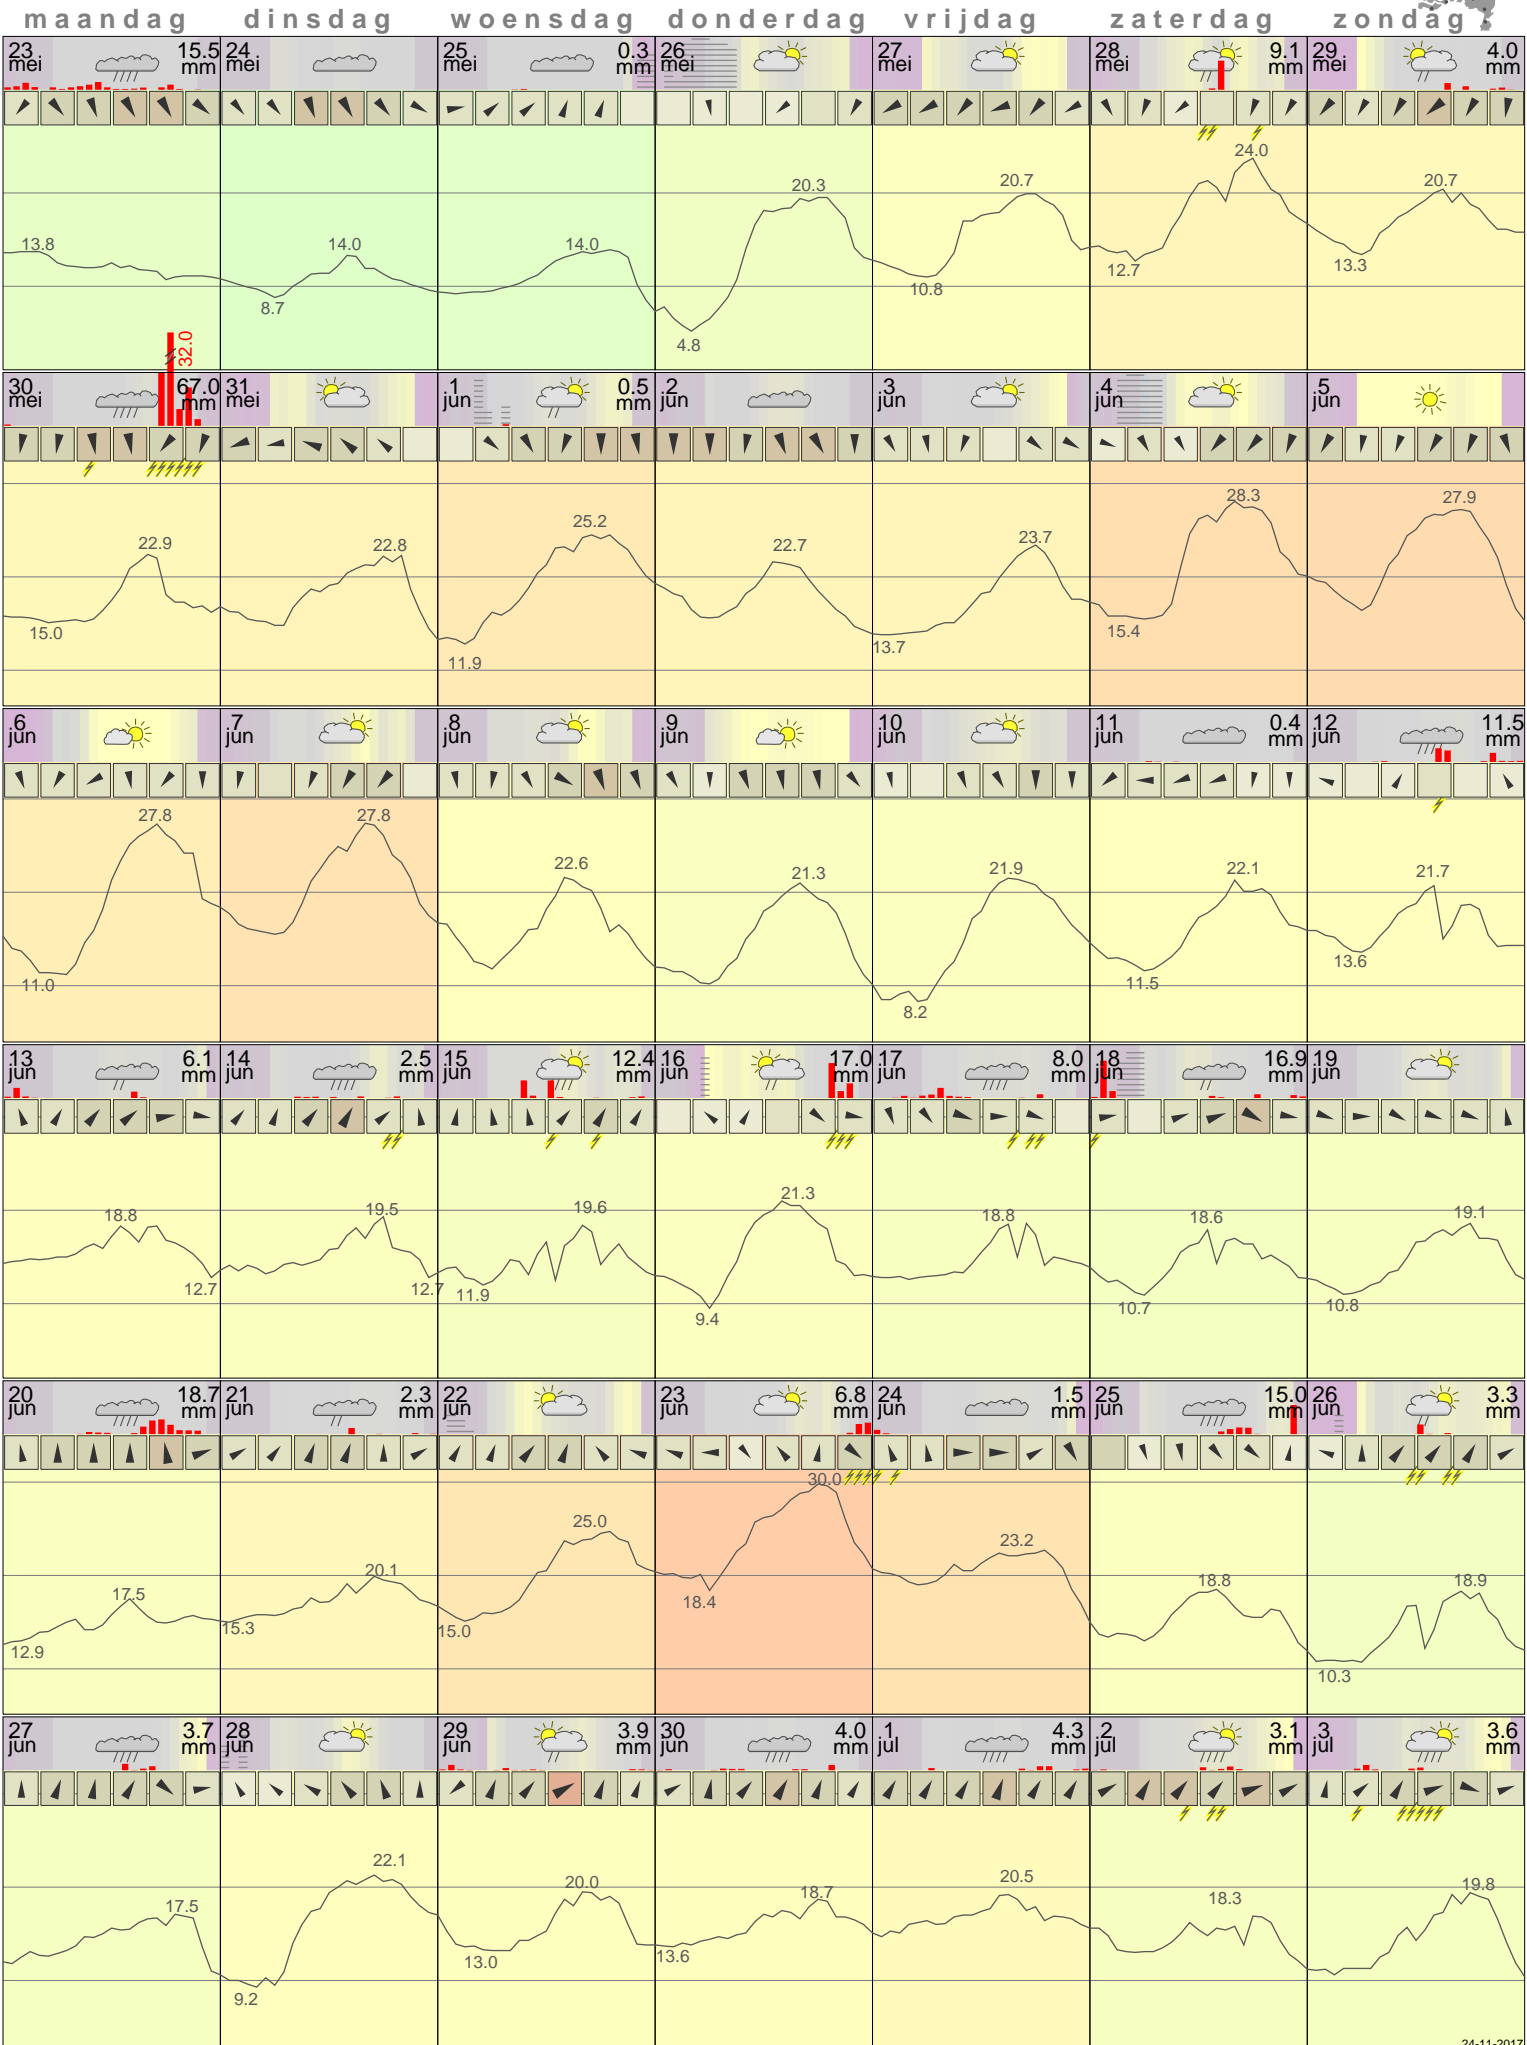 maandag dinsdag woensdag donderdag vrijdag zaterdag zondag
23 15.5 24 25 0.3 26 27 28 9.1 29 4.0
mei mm mei mei mm mei mei mei mm mei mm
24.0
20.3 20.7 20.7
13.8 14.0 14.0
12.7 13.3
10.8
8.7
4.8
32.0
30 67.0 31 1 0.5 2 3 4 5
mei mm mei jun mm jun jun jun jun
28.3 27.9
25.2
22.9 22.8 22.7 23.7
15.0 15.4
11.9 13.7
6 7 8 9 10 11 0.4 12 11.5
jun jun jun jun jun jun mm jun mm
27.8 27.8
22.6 21.3 21.9 22.1 21.7
13.6
11.0 11.5
8.2
13 6.1 14 2.5 15 12.4 16 17.0 17 8.0 18 16.9 19
jun mm jun mm jun mm jun mm jun mm jun mm jun
21.3
18.8 19.5 19.6 18.8 18.6 19.1
12.7 12.7 11.9
9.4 10.7 10.8
20 18.7 21 2.3 22 23 6.8 24 1.5 25 15.0 26 3.3
jun mm jun mm jun jun mm jun mm jun mm jun mm
30.0
25.0
23.2
20.1
17.5 18.4 18.8 18.9
12.9 15.3 15.0
10.3
27 3.7 28 29 3.9 30 4.0 1 4.3 2 3.1 3 3.6
jun mm jun jun mm jun mm jul mm jul mm jul mm
22.1
17.5 20.0 18.7 20.5 18.3 19.8
13.0 13.6
9.2
24-11-2017